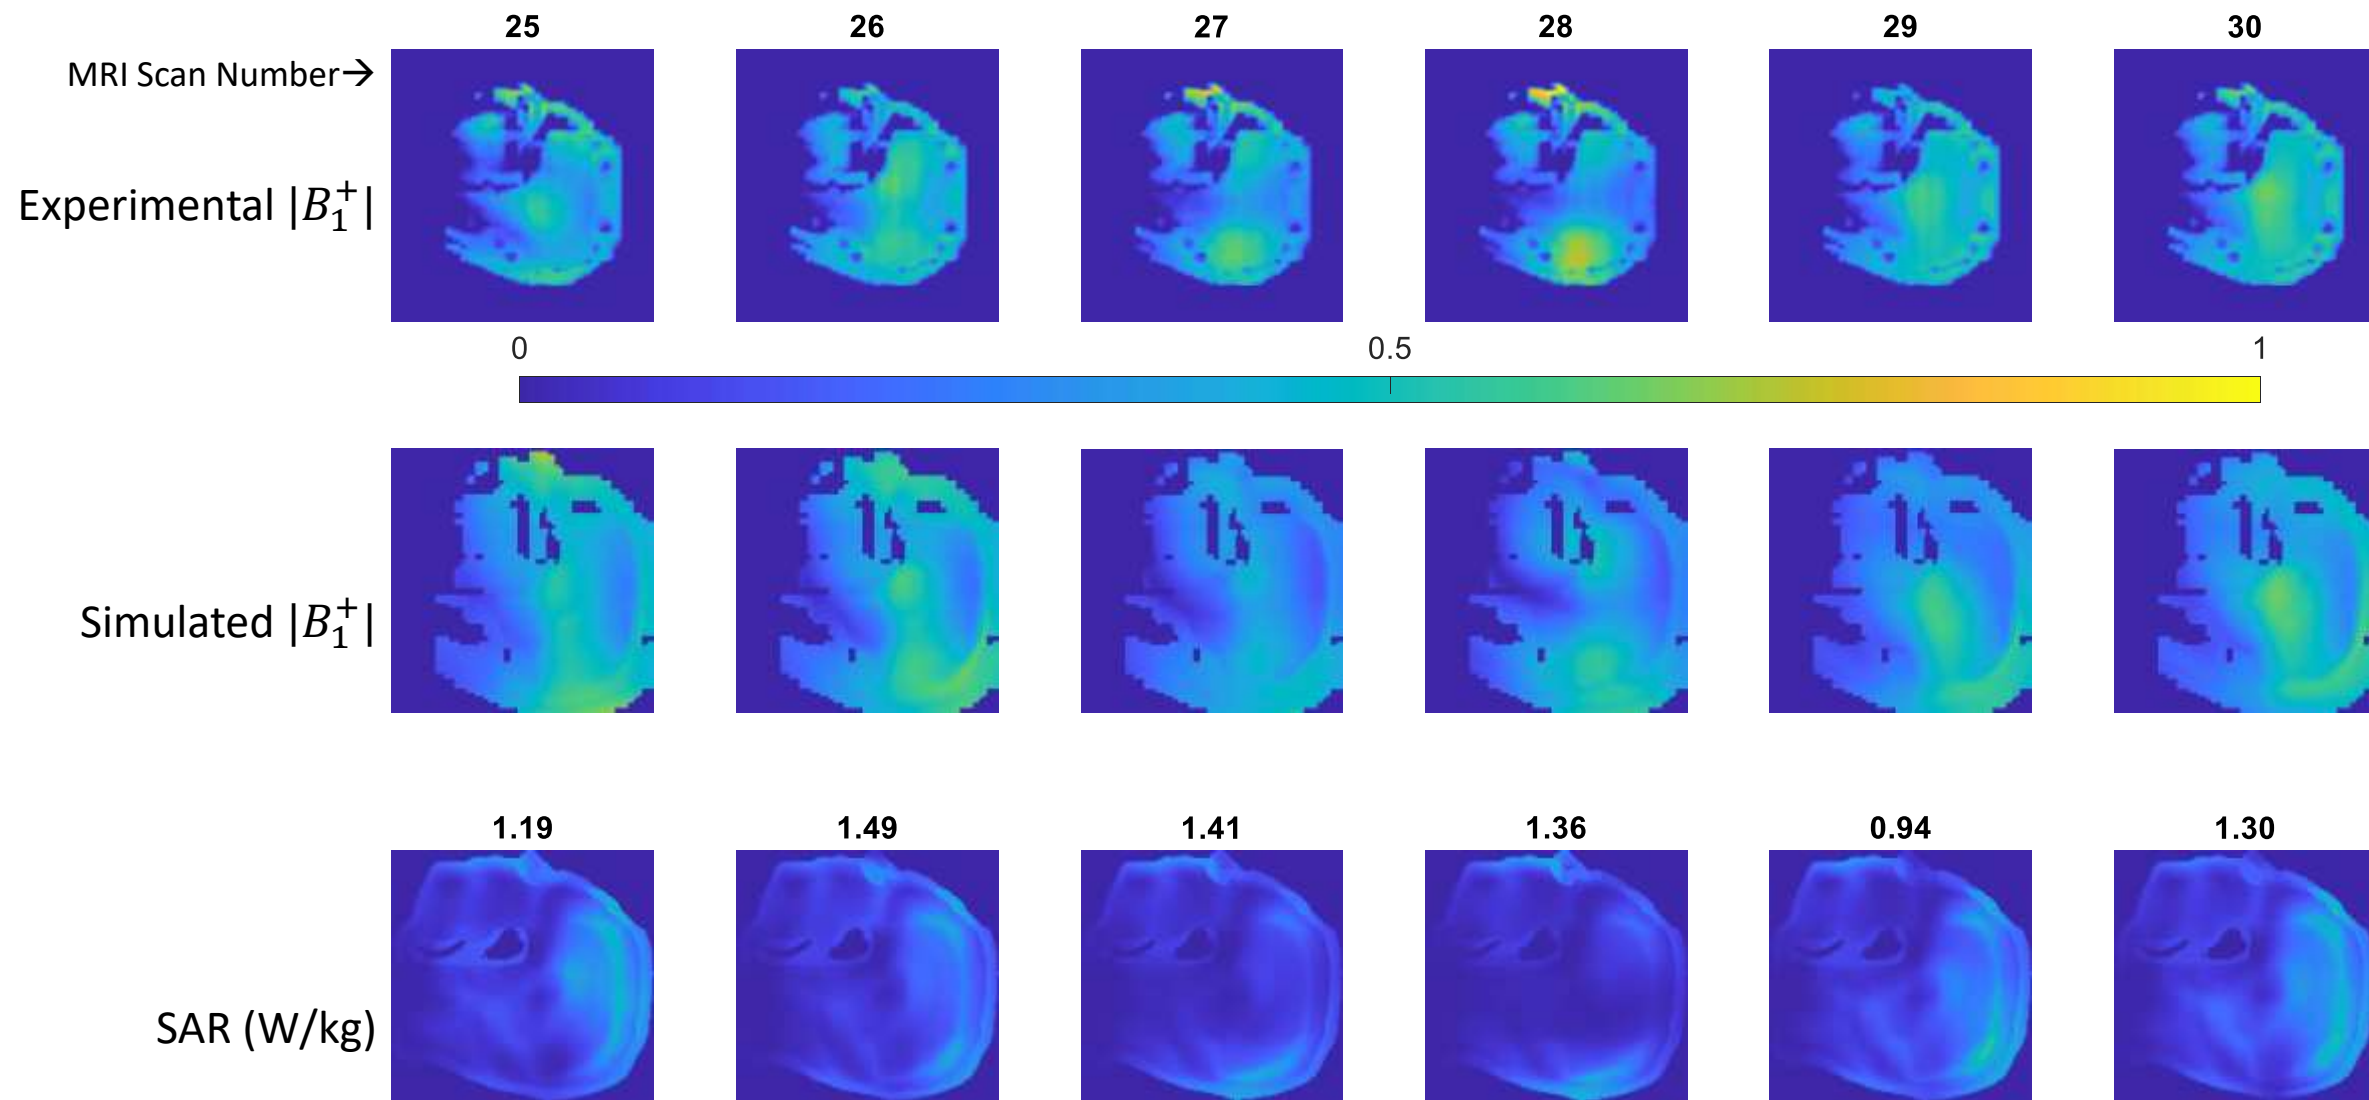 25 26 27 28 29 30
MRI Scan Number→
Experimental |B₁⁺|
0 0.5 1
Simulated |B₁⁺|
1.19 1.49 1.41 1.36 0.94 1.30
SAR (W/kg)